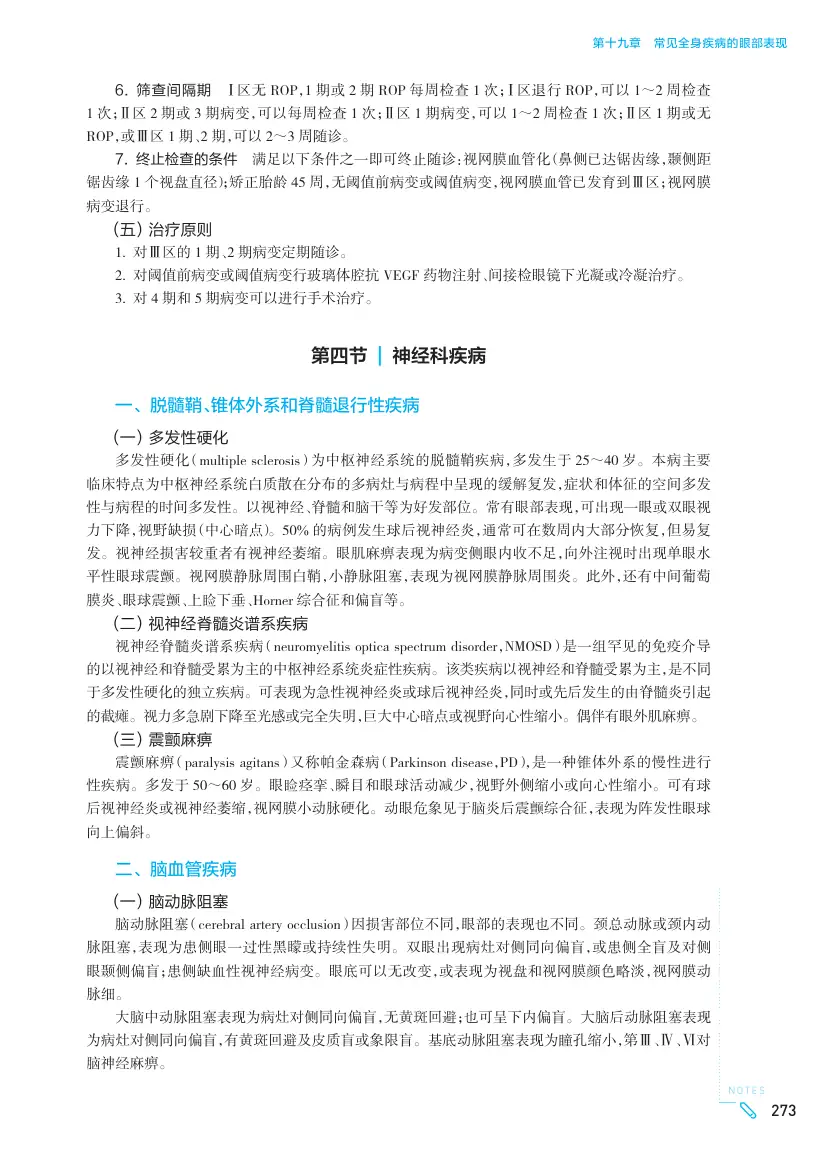 第十九章 常见全身疾病的眼部表现
6. 筛查间隔期 Ⅰ区无 ROP,1 期或 2 期 ROP 每周检查 1 次;Ⅰ区退行 ROP,可以 1～2 周检查
1 次;Ⅱ区 2 期或 3 期病变,可以每周检查 1 次;Ⅱ区 1 期病变,可以 1～2 周检查 1 次;Ⅱ区 1 期或无
ROP,或Ⅲ区 1 期、2 期,可以 2～3 周随诊。
7. 终止检查的条件 满足以下条件之一即可终止随诊:视网膜血管化(鼻侧已达锯齿缘,颞侧距
锯齿缘 1 个视盘直径);矫正胎龄 45 周,无阈值前病变或阈值病变,视网膜血管已发育到Ⅲ区;视网膜
病变退行。
(五)治疗原则
1. 对Ⅲ区的 1 期、2 期病变定期随诊。
2. 对阈值前病变或阈值病变行玻璃体腔抗 VEGF 药物注射、间接检眼镜下光凝或冷凝治疗。
3. 对 4 期和 5 期病变可以进行手术治疗。
第四节 | 神经科疾病
一、脱髓鞘、锥体外系和脊髓退行性疾病
(一)多发性硬化
多发性硬化(multiple sclerosis)为中枢神经系统的脱髓鞘疾病,多发生于 25～40 岁。本病主要
临床特点为中枢神经系统白质散在分布的多病灶与病程中呈现的缓解复发,症状和体征的空间多发
性与病程的时间多发性。以视神经、脊髓和脑干等为好发部位。常有眼部表现,可出现一眼或双眼视
力下降,视野缺损(中心暗点)。50% 的病例发生球后视神经炎,通常可在数周内大部分恢复,但易复
发。视神经损害较重者有视神经萎缩。眼肌麻痹表现为病变侧眼内收不足,向外注视时出现单眼水
平性眼球震颤。视网膜静脉周围白鞘,小静脉阻塞,表现为视网膜静脉周围炎。此外,还有中间葡萄
膜炎、眼球震颤、上睑下垂、Horner 综合征和偏盲等。
(二)视神经脊髓炎谱系疾病
视神经脊髓炎谱系疾病(neuromyelitis optica spectrum disorder,NMOSD)是一组罕见的免疫介导
的以视神经和脊髓受累为主的中枢神经系统炎症性疾病。该类疾病以视神经和脊髓受累为主,是不同
于多发性硬化的独立疾病。可表现为急性视神经炎或球后视神经炎,同时或先后发生的由脊髓炎引起
的截瘫。视力多急剧下降至光感或完全失明,巨大中心暗点或视野向心性缩小。偶伴有眼外肌麻痹。
(三)震颤麻痹
震颤麻痹(paralysis agitans)又称帕金森病(Parkinson disease,PD),是一种锥体外系的慢性进行
性疾病。多发于 50～60 岁。眼睑痉挛、瞬目和眼球活动减少,视野外侧缩小或向心性缩小。可有球
后视神经炎或视神经萎缩,视网膜小动脉硬化。动眼危象见于脑炎后震颤综合征,表现为阵发性眼球
向上偏斜。
二、脑血管疾病
(一)脑动脉阻塞
脑动脉阻塞(cerebral artery occlusion)因损害部位不同,眼部的表现也不同。颈总动脉或颈内动
脉阻塞,表现为患侧眼一过性黑矇或持续性失明。双眼出现病灶对侧同向偏盲,或患侧全盲及对侧
眼颞侧偏盲;患侧缺血性视神经病变。眼底可以无改变,或表现为视盘和视网膜颜色略淡,视网膜动
脉细。
大脑中动脉阻塞表现为病灶对侧同向偏盲,无黄斑回避;也可呈下内偏盲。大脑后动脉阻塞表现
为病灶对侧同向偏盲,有黄斑回避及皮质盲或象限盲。基底动脉阻塞表现为瞳孔缩小,第Ⅲ、Ⅳ、Ⅵ对
脑神经麻痹。
NOTES
273